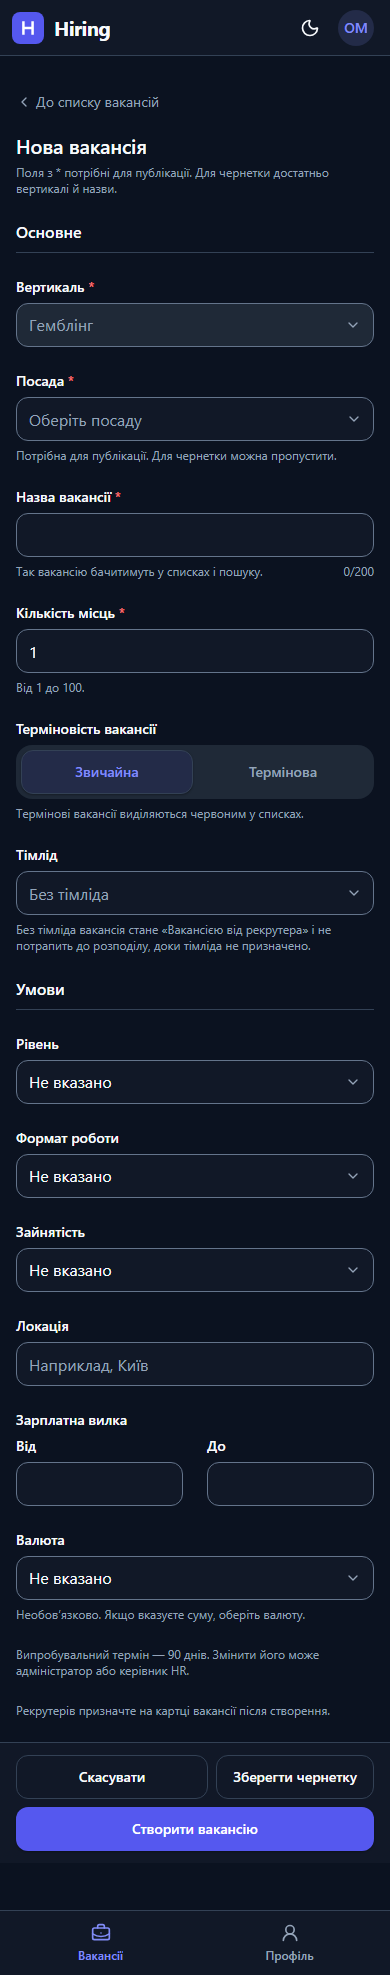 H Hiring OM
До списку вакансій
Нова вакансія
Поля з * потрібні для публікації. Для чернетки достатньо
вертикалі й назви.
Основне
Вертикаль *
Гемблінг
Посада *
Оберіть посаду
Потрібна для публікації. Для чернетки можна пропустити.
Назва вакансії *
Так вакансію бачитимуть у списках і пошуку. 0/200
Кількість місць *
1
Від 1 до 100.
Терміновість вакансії
Звичайна Термінова
Термінові вакансії виділяються червоним у списках.
Тімлід
Без тімліда
Без тімліда вакансія стане «Вакансією від рекрутера» і не
потрапить до розподілу, доки тімліда не призначено.
Умови
Рівень
Не вказано
Формат роботи
Не вказано
Зайнятість
Не вказано
Локація
Наприклад, Київ
Зарплатна вилка
Від До
Валюта
Не вказано
Необов'язково. Якщо вказуєте суму, оберіть валюту.
Випробувальний термін — 90 днів. Змінити його може
адміністратор або керівник HR.
Рекрутерів призначте на картці вакансії після створення.
Скасувати Зберегти чернетку
Створити вакансію
Вакансії Профіль